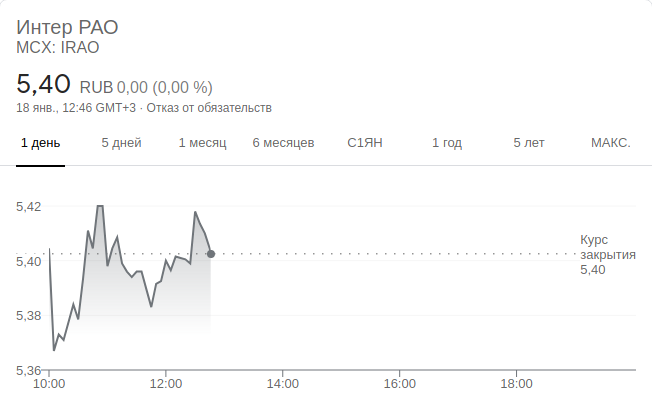 Интер РАО
MCX: IRAO
5,40 RUB 0,00 (0,00 %)
18 янв., 12:46 GMT+3 · Отказ от обязательств
1 день 5 дней 1 месяц 6 месяцев С1ЯН 1 год 5 лет МАКС.
5,42
5,40
5,38
5,36
Курс
закрытия
5,40
10:00 12:00 14:00 16:00 18:00